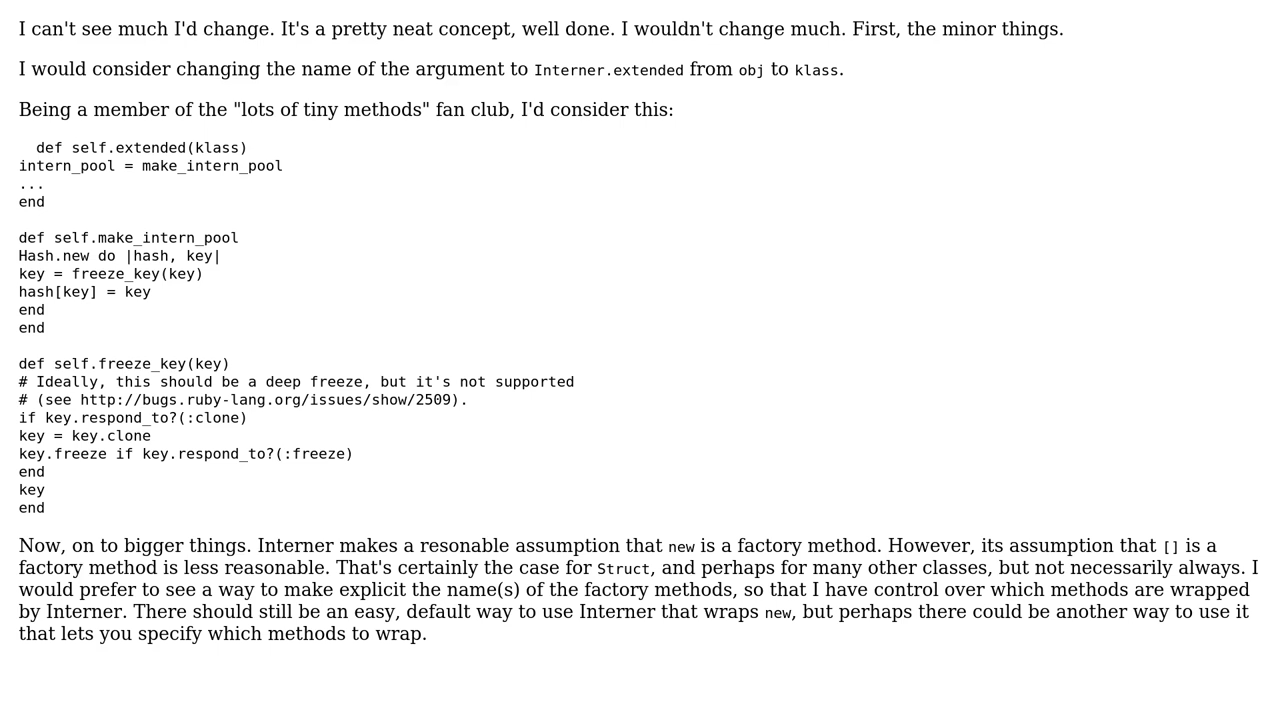 I can't see much I'd change. It's a pretty neat concept, well done. I wouldn't change much. First, the minor things.
I would consider changing the name of the argument to Interner.extended from obj to klass.
Being a member of the "lots of tiny methods" fan club, I'd consider this:
  def self.extended(klass)
intern_pool = make_intern_pool
...
end

def self.make_intern_pool
Hash.new do |hash, key|
key = freeze_key(key)
hash[key] = key
end
end

def self.freeze_key(key)
# Ideally, this should be a deep freeze, but it's not supported
# (see http://bugs.ruby-lang.org/issues/show/2509).
if key.respond_to?(:clone)
key = key.clone
key.freeze if key.respond_to?(:freeze)
end
key
end
Now, on to bigger things. Interner makes a resonable assumption that new is a factory method. However, its assumption that [] is a
factory method is less reasonable. That's certainly the case for Struct, and perhaps for many other classes, but not necessarily always. I
would prefer to see a way to make explicit the name(s) of the factory methods, so that I have control over which methods are wrapped
by Interner. There should still be an easy, default way to use Interner that wraps new, but perhaps there could be another way to use it
that lets you specify which methods to wrap.